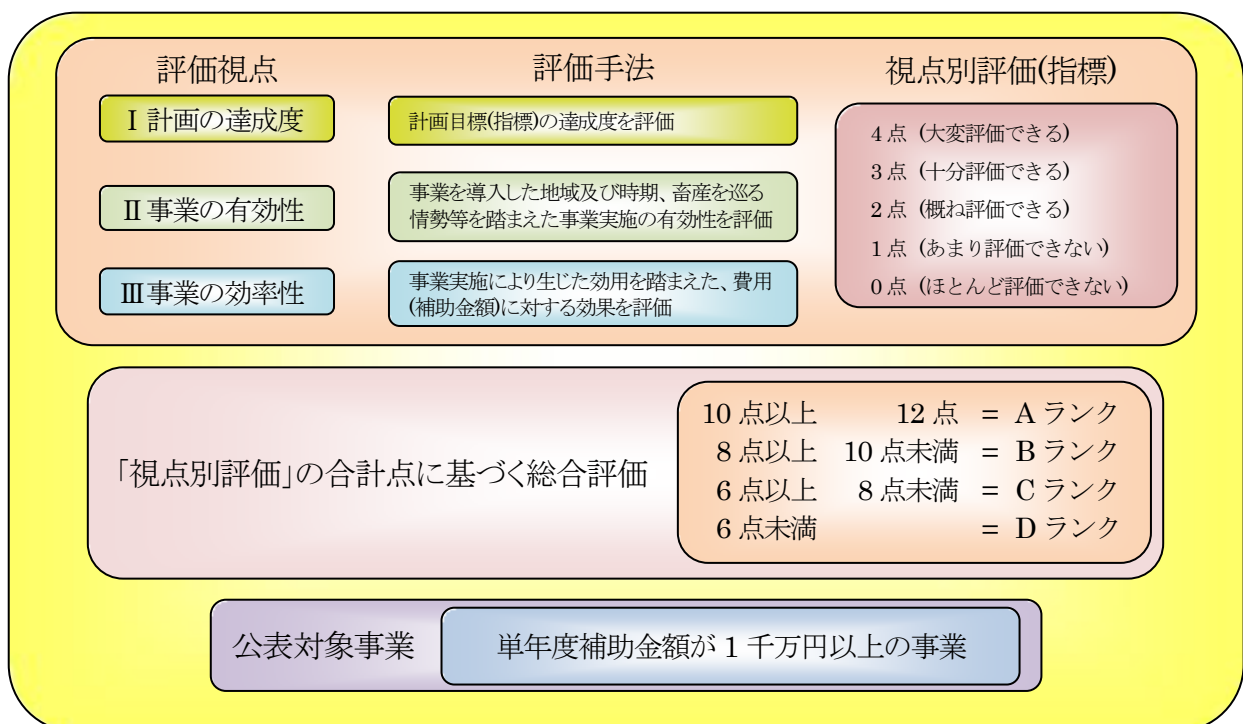 評価視点
評価手法
視点別評価(指標)
Ⅰ計画の達成度
計画目標(指標)の達成度を評価
Ⅱ事業の有効性
事業を導入した地域及び時期、畜産を巡る
情勢等を踏まえた事業実施の有効性を評価
Ⅲ事業の効率性
事業実施により生じた効用を踏まえた、費用
(補助金額)に対する効果を評価
4点 (大変評価できる)
3点 (十分評価できる)
2点 (概ね評価できる)
1点 (あまり評価できない)
0点 (ほとんど評価できない)
「視点別評価」の合計点に基づく総合評価
10点以上 12点 = Aランク
8点以上 10点未満 = Bランク
6点以上 8点未満 = Cランク
6点未満 = Dランク
公表対象事業
単年度補助金額が1千万円以上の事業